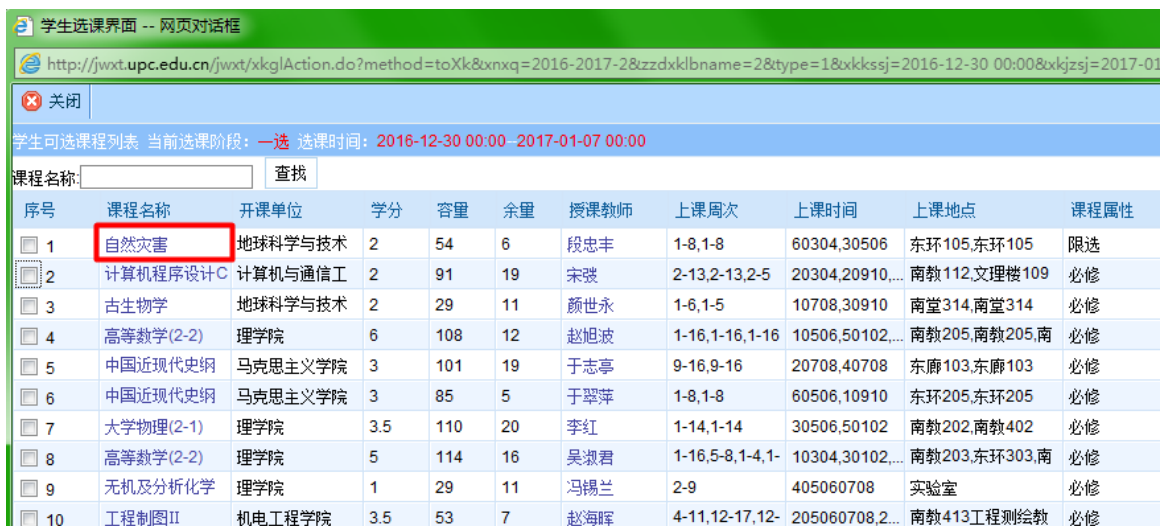 学生选课界面 -- 网页对话框
http://jwxt.upc.edu.cn/jwxt/xkglAction.do?method=toXk&xnxq=2016-2017-2&zzdxklbname=2&type=1&xkkssj=2016-12-30 00:00&xkjzsj=2017-01
关闭
学生可选课程列表 当前选课阶段：一选 选课时间：2016-12-30 00:00--2017-01-07 00:00
课程名称: 查找
序号 课程名称 开课单位 学分 容量 余量 授课教师 上课周次 上课时间 上课地点 课程属性
1 自然灾害 地球科学与技术 2 54 6 段忠丰 1-8,1-8 60304,30506 东环105,东环105 限选
2 计算机程序设计C 计算机与通信工 2 91 19 宋弢 2-13,2-13,2-5 20304,20910,... 南教112,文理楼109 必修
3 古生物学 地球科学与技术 2 29 11 颜世永 1-6,1-5 10708,30910 南堂314,南堂314 必修
4 高等数学(2-2) 理学院 6 108 12 赵旭波 1-16,1-16,1-16 10506,50102,... 南教205,南教205,南 必修
5 中国近现代史纲 马克思主义学院 3 101 19 于志亭 9-16,9-16 20708,40708 东廊103,东廊103 必修
6 中国近现代史纲 马克思主义学院 3 85 5 于翠萍 1-8,1-8 60506,10910 东环205,东环205 必修
7 大学物理(2-1) 理学院 3.5 110 20 李红 1-14,1-14 30506,50102 南教202,南教402 必修
8 高等数学(2-2) 理学院 5 114 16 吴淑君 1-16,5-8,1-4,1- 10304,30102,... 南教203,东环303,南 必修
9 无机及分析化学 理学院 1 29 11 冯锡兰 2-9 405060708 实验室 必修
10 工程制图II 机电工程学院 3.5 53 7 赵海晖 4-11,12-17,12- 205060708,2... 南教413工程测绘教 必修